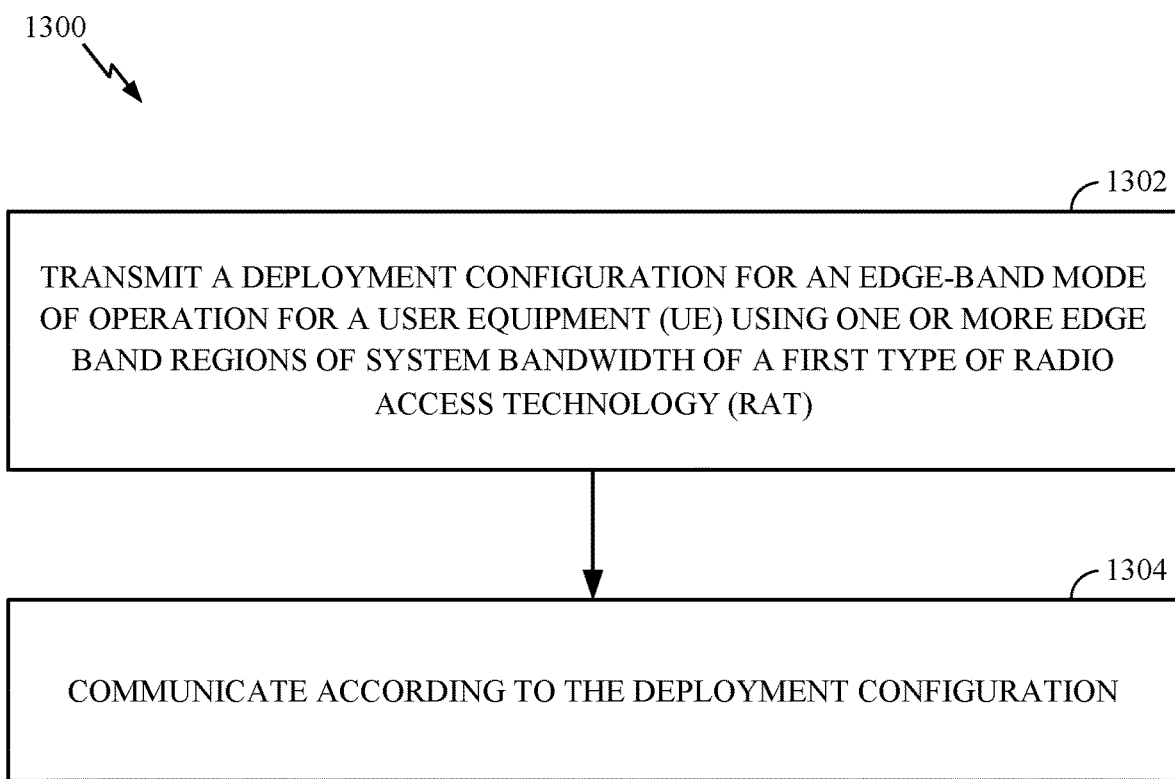 1300
1302
TRANSMIT A DEPLOYMENT CONFIGURATION FOR AN EDGE-BAND MODE
OF OPERATION FOR A USER EQUIPMENT (UE) USING ONE OR MORE EDGE
BAND REGIONS OF SYSTEM BANDWIDTH OF A FIRST TYPE OF RADIO
ACCESS TECHNOLOGY (RAT)
1304
COMMUNICATE ACCORDING TO THE DEPLOYMENT CONFIGURATION